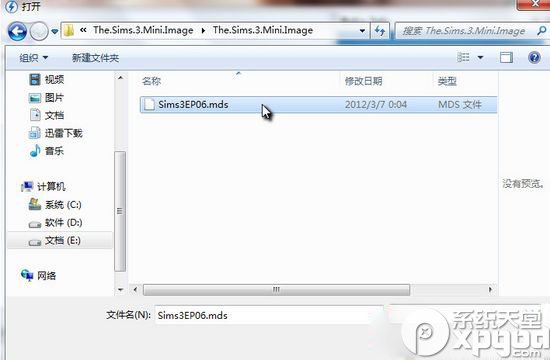 打开
« The.Sims.3.Mini.Image ▸ The.Sims.3.Mini.Image ▸
搜索 The.Sims.3.Mini.Image
组织 新建文件夹
名称 修改日期 类型
视频
图片
文档
迅雷下载
音乐
计算机
系统 (C:)
软件 (D:)
文档 (E:)
网络
Sims3EP06.mds 2012/3/7 0:04 MDS 文件
没有预览。
文件名(N): Sims3EP06.mds
系统天堂
xpgod